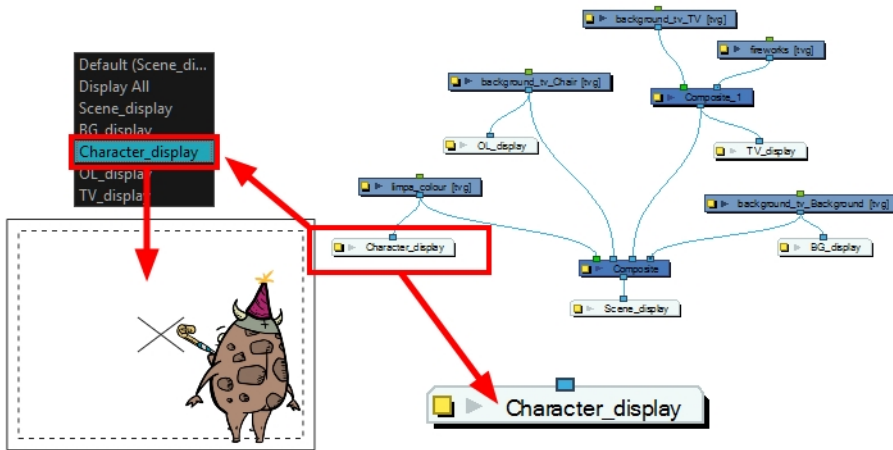 Default (Scene_di...
Display All
Scene_display
BG_display
Character_display
OL_display
TV_display
background_tv_TV [tvg]
fireworks [tvg]
background_tv_Chair [tvg]
Composite_1
OL_display
TV_display
limpa_colour [tvg]
background_tv_Background [tvg]
Character_display
BG_display
Composite
Scene_display
Character_display